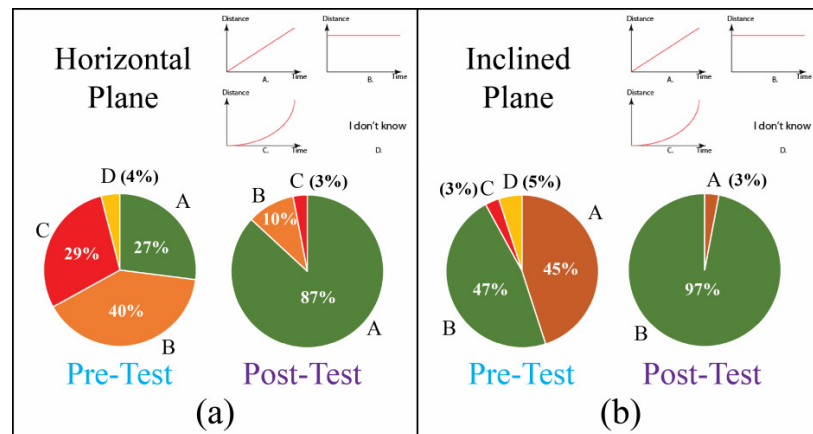 Horizontal
Plane
Distance
Time
A.
Distance
Time
B.
Distance
Time
C.
I don't know
D.
D (4%)
A
C
29%
27%
40%
B
Pre-Test
C (3%)
B
10%
87%
A
Post-Test
(a)
Inclined
Plane
Distance
Time
A.
Distance
Time
B.
Distance
Time
C.
I don't know
D.
(3%) C
D (5%)
A
47%
45%
B
Pre-Test
A (3%)
97%
B
Post-Test
(b)